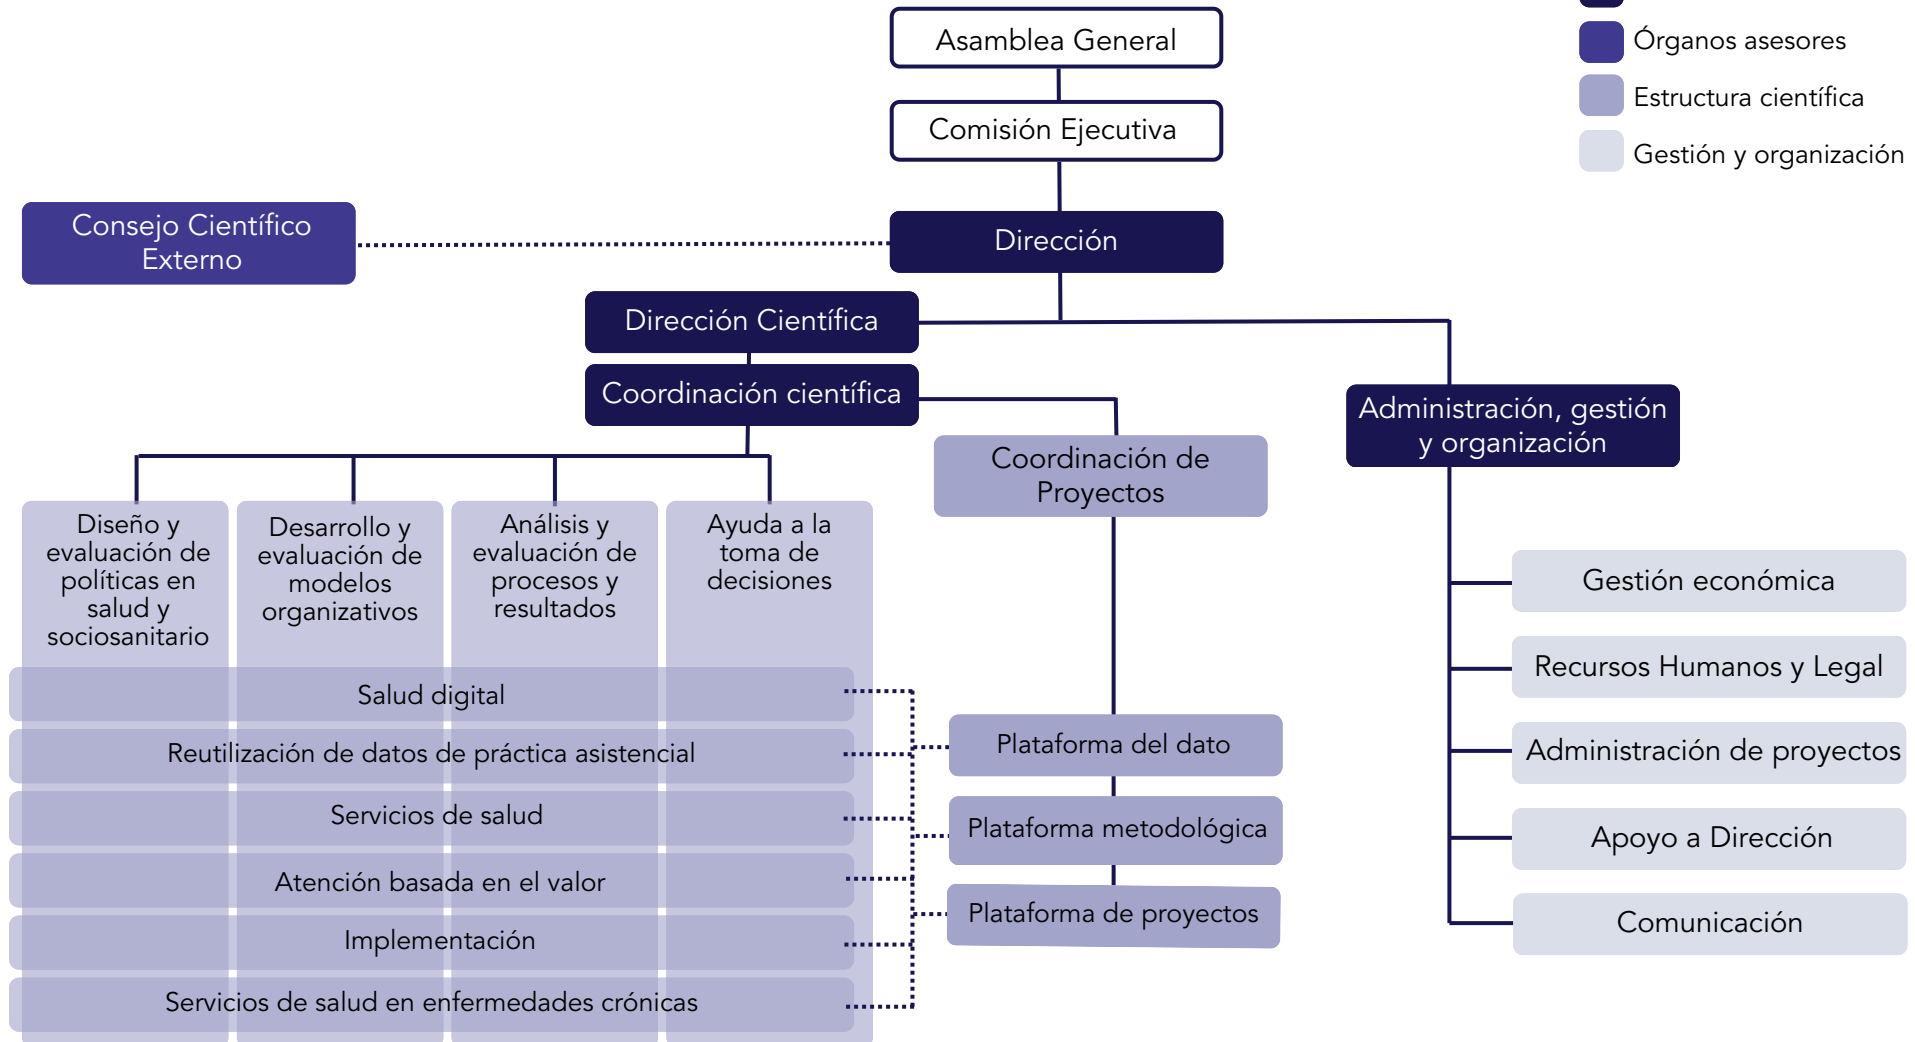 Asamblea General
Comisión Ejecutiva
Órganos asesores
Estructura científica
Gestión y organización
Consejo Científico
Externo
Dirección
Dirección Científica
Coordinación científica
Administración, gestión
y organización
Coordinación de
Proyectos
Diseño y
evaluación de
políticas en
salud y
sociosanitario
Desarrollo y
evaluación de
modelos
organizativos
Análisis y
evaluación de
procesos y
resultados
Ayuda a la
toma de
decisiones
Salud digital
Reutilización de datos de práctica asistencial
Servicios de salud
Atención basada en el valor
Implementación
Servicios de salud en enfermedades crónicas
Plataforma del dato
Plataforma metodológica
Plataforma de proyectos
Gestión económica
Recursos Humanos y Legal
Administración de proyectos
Apoyo a Dirección
Comunicación